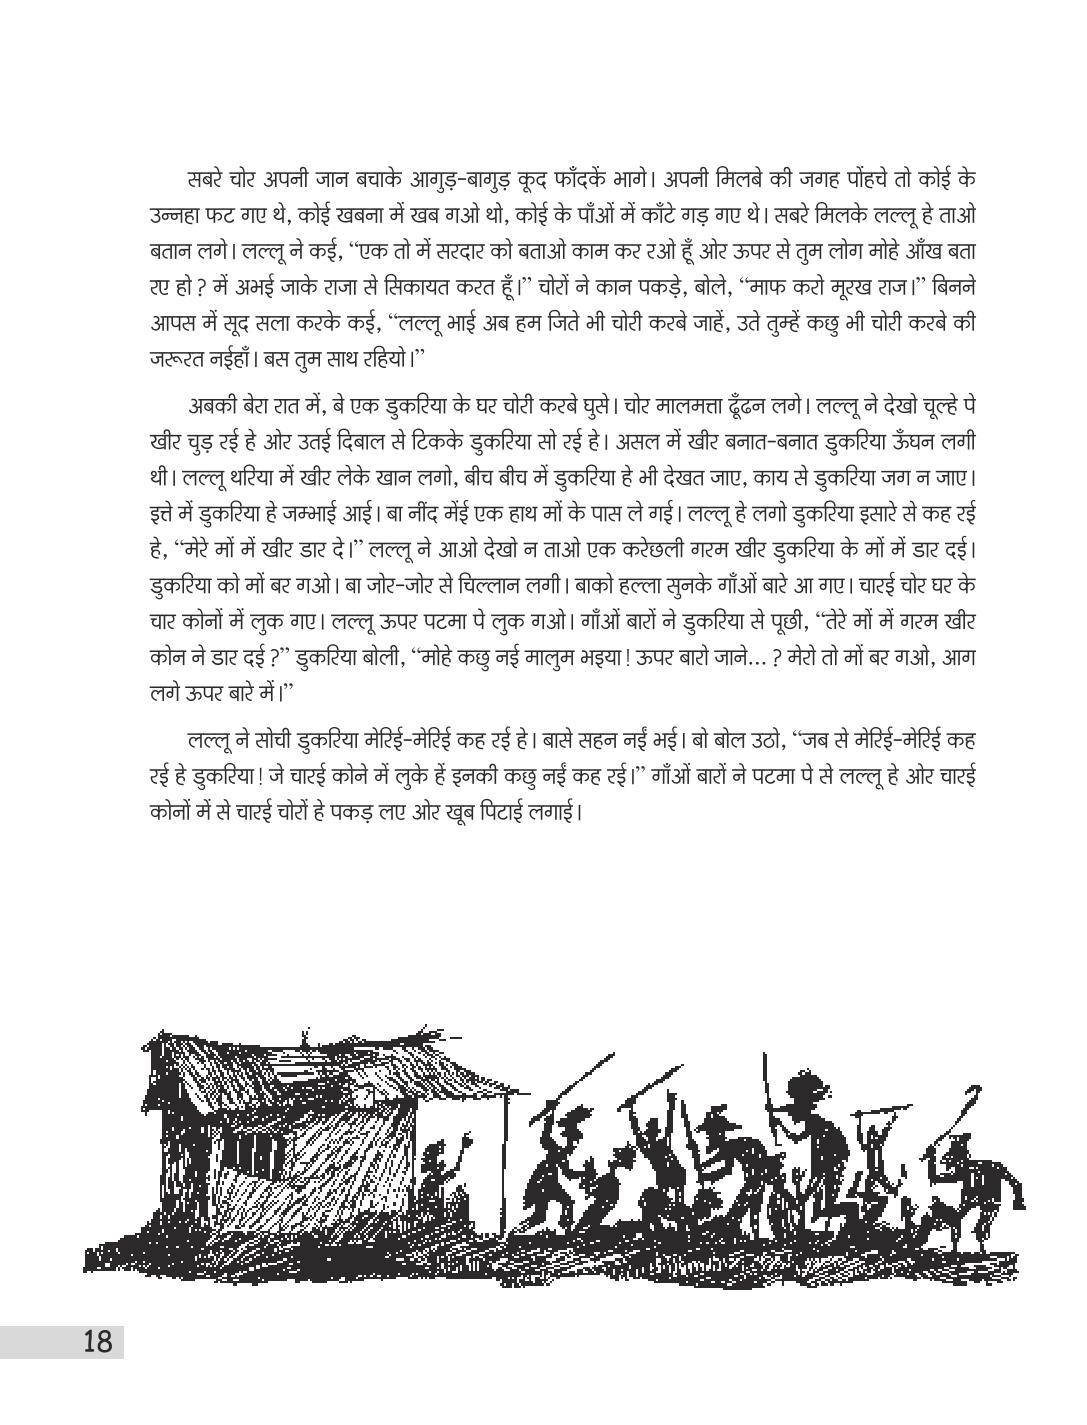 सबरे चोर अपनी जान बचाके आगुड़-बागुड़ कूद फाँदकें भागे। अपनी मिलबे की जगह पोंहचे तो कोई के
उन्नहा फट गए थे, कोई खबना में खब गओ थो, कोई के पाँओं में काँटे गड़ गए थे। सबरे मिलके लल्लू हे ताओ
बतान लगे। लल्लू ने कई, “एक तो में सरदार को बताओ काम कर रओ हूँ ओर ऊपर से तुम लोग मोहे आँख बता
रए हो? में अभई जाके राजा से सिकायत करत हूँ।” चोरों ने कान पकड़े, बोले, “माफ करो मूरख राज।” बिनने
आपस में सूद सला करके कई, “लल्लू भाई अब हम जिते भी चोरी करबे जाहें, उते तुम्हें कछु भी चोरी करबे की
जरूरत नईहाँ। बस तुम साथ रहियो।”
अबकी बेरा रात में, बे एक डुकरिया के घर चोरी करबे घुसे। चोर मालमत्ता ढूँढन लगे। लल्लू ने देखो चूल्हे पे
खीर चुड़ रई हे ओर उतई दिबाल से टिकके डुकरिया सो रई हे। असल में खीर बनात-बनात डुकरिया ऊँघन लगी
थी। लल्लू थरिया में खीर लेके खान लगो, बीच बीच में डुकरिया हे भी देखत जाए, काय से डुकरिया जग न जाए।
इत्ते में डुकरिया हे जम्भाई आई। बा नींद मेंई एक हाथ मों के पास ले गई। लल्लू हे लगो डुकरिया इसारे से कह रई
हे, “मेरे मों में खीर डार दे।” लल्लू ने आओ देखो न ताओ एक करेछली गरम खीर डुकरिया के मों में डार दई।
डुकरिया को मों बर गओ। बा जोर-जोर से चिल्लान लगी। बाको हल्ला सुनके गाँओं बारे आ गए। चारई चोर घर के
चार कोनों में लुक गए। लल्लू ऊपर पटमा पे लुक गओ। गाँओं बारों ने डुकरिया से पूछी, “तेरे मों में गरम खीर
कोन ने डार दई?” डुकरिया बोली, “मोहे कछु नई मालुम भइया! ऊपर बारो जाने...? मेरो तो मों बर गओ, आग
लगे ऊपर बारे में।”
लल्लू ने सोची डुकरिया मेरिई-मेरिई कह रई हे। बासे सहन नईं भई। बो बोल उठो, “जब से मेरिई-मेरिई कह
रई हे डुकरिया! जे चारई कोने में लुके हें इनकी कछु नईं कह रई।” गाँओं बारों ने पटमा पे से लल्लू हे ओर चारई
कोनों में से चारई चोरों हे पकड़ लए ओर खूब पिटाई लगाई।
18